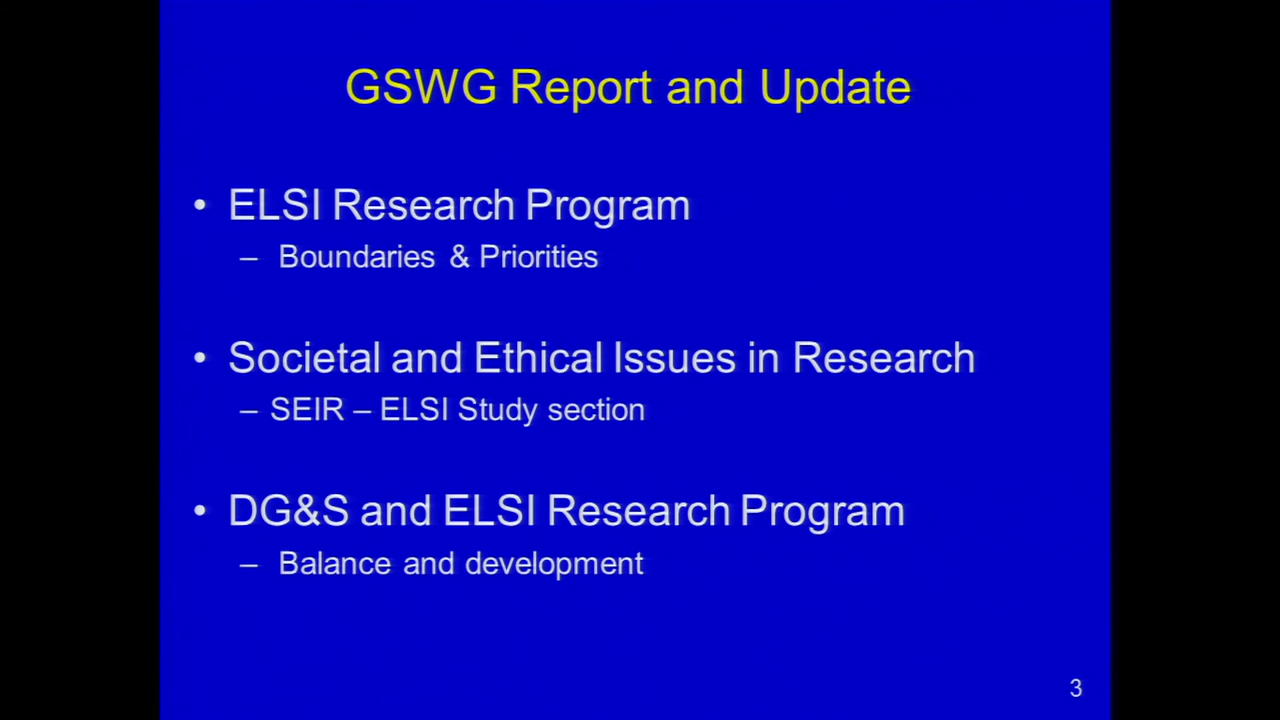 GSWG Report and Update
• ELSI Research Program
– Boundaries & Priorities
• Societal and Ethical Issues in Research
– SEIR – ELSI Study section
• DG&S and ELSI Research Program
– Balance and development
3